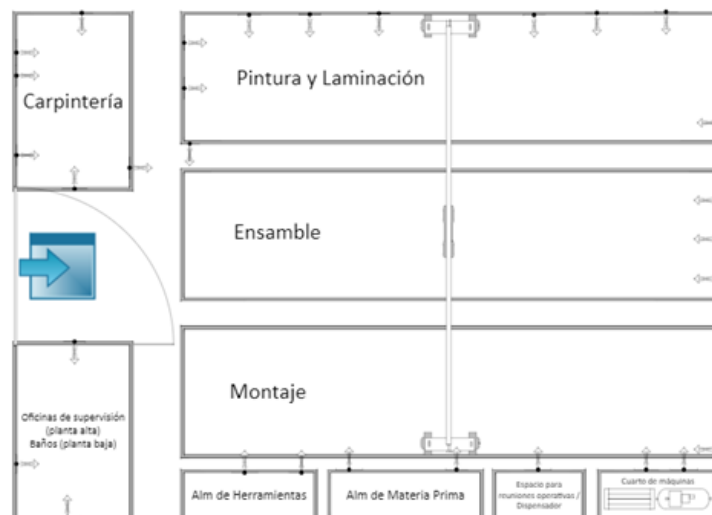 Carpintería
Pintura y Laminación
Ensamble
Montaje
Oficinas de supervisión
(planta alta)
Baños (planta baja)
Alm de Herramientas
Alm de Materia Prima
Espacio para
reuniones operativas /
Dispensador
Cuarto de máquinas